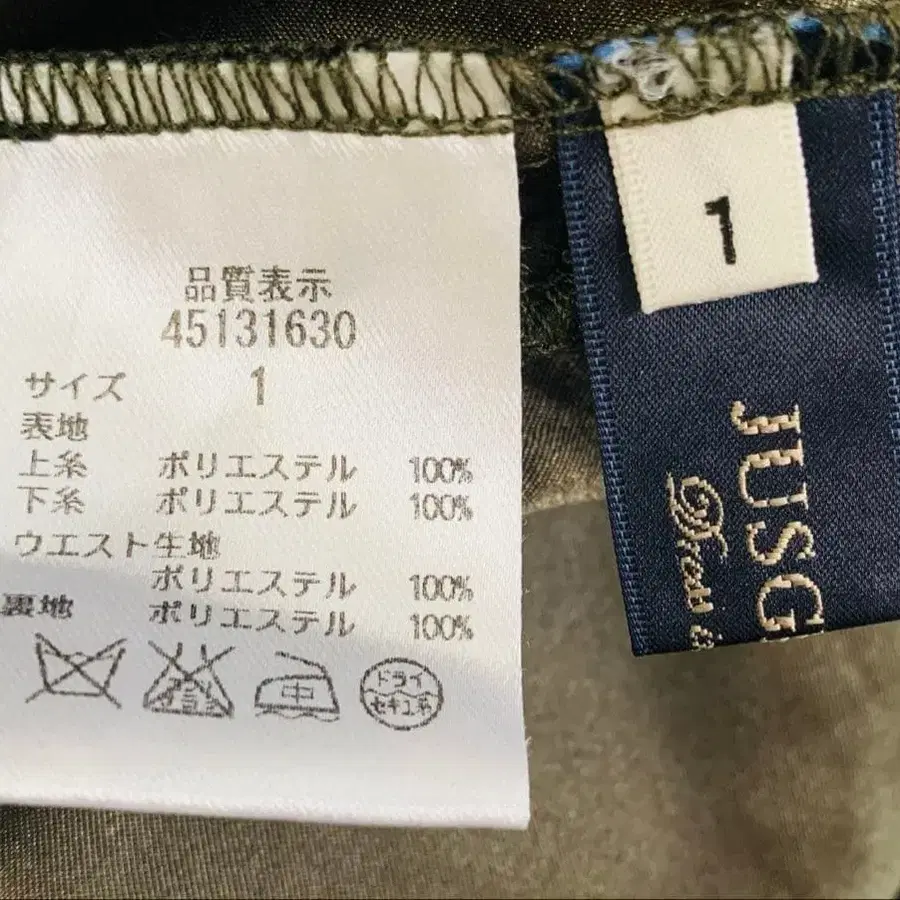 品質表示
45131630
サイズ 1
表地
上糸 ポリエステル 100%
下糸 ポリエステル 100%
ウエスト生地
ポリエステル 100%
裏地 ポリエステル 100%
中
ドライ
セキユ系
1
JUSG